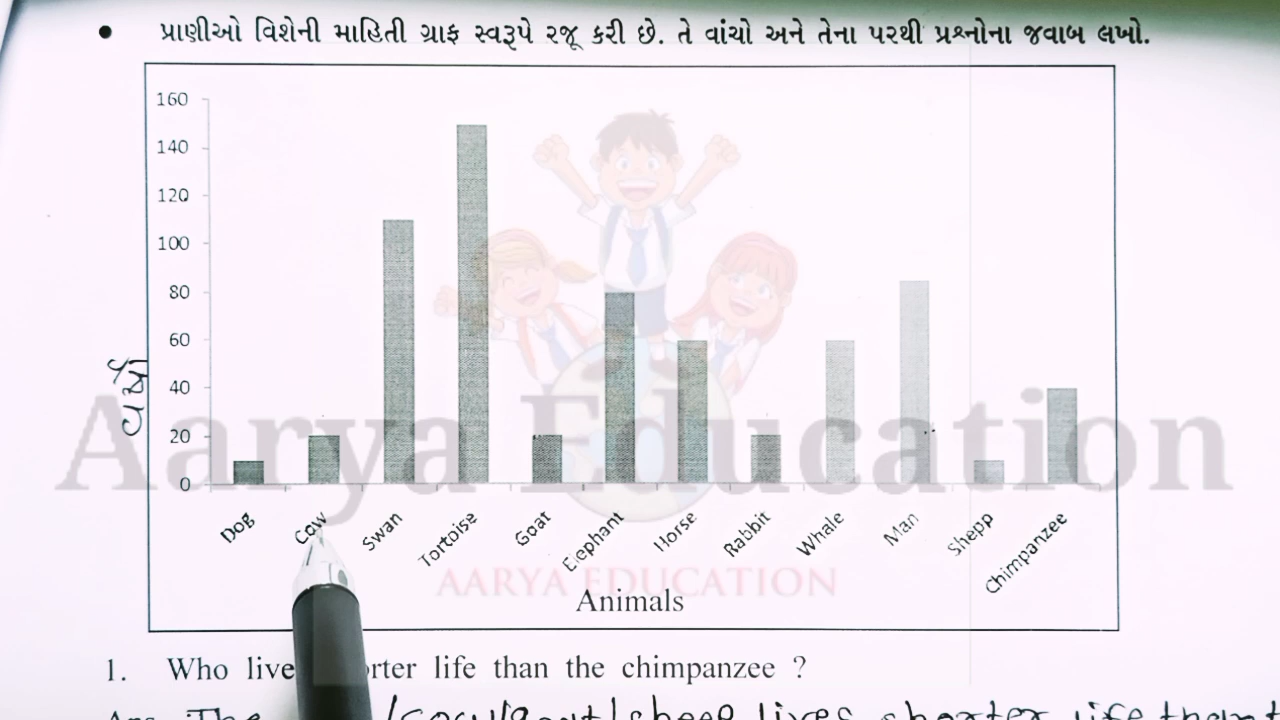 • પ્રાણીઓ વિશેની માહિતી ગ્રાફ સ્વરૂપે રજૂ કરી છે. તે વાંચો અને તેના પરથી પ્રશ્નોના જવાબ લખો.
160
140
120
100
80
60
40
20
0
વર્ષો
Dog Cow Swan Tortoise Goat Elephant Horse Rabbit Whale Man Shepp Chimpanzee
Aarya Education
AARYA EDUCATION
Animals
1. Who live orter life than the chimpanzee ?
Ans. The /cow/goat/sheep lives shorter life than t